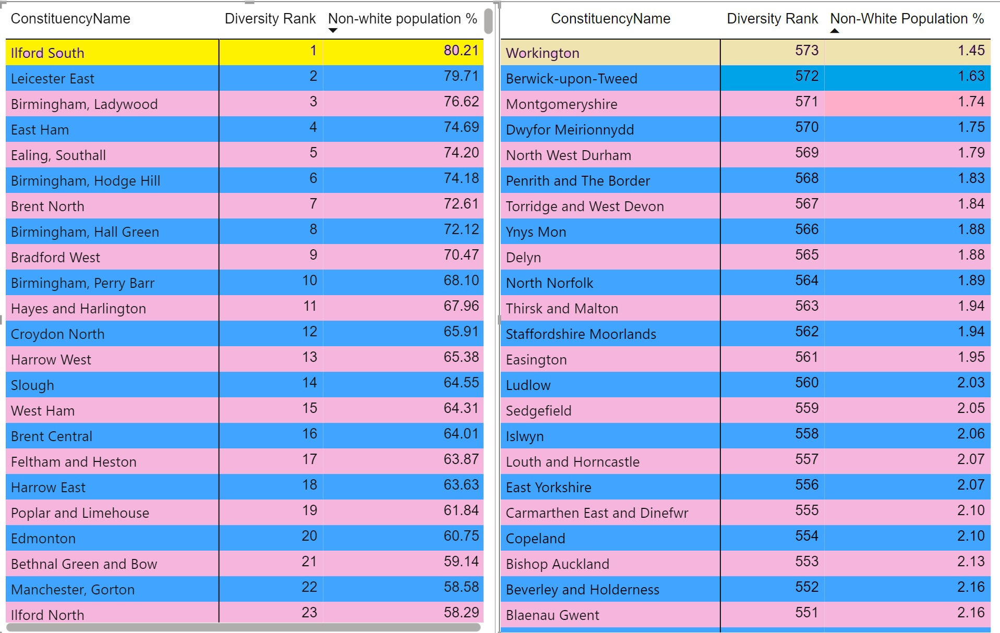 ConstituencyName Diversity Rank Non-white population %
Ilford South 1 80.21
Leicester East 2 79.71
Birmingham, Ladywood 3 76.62
East Ham 4 74.69
Ealing, Southall 5 74.20
Birmingham, Hodge Hill 6 74.18
Brent North 7 72.61
Birmingham, Hall Green 8 72.12
Bradford West 9 70.47
Birmingham, Perry Barr 10 68.10
Hayes and Harlington 11 67.96
Croydon North 12 65.91
Harrow West 13 65.38
Slough 14 64.55
West Ham 15 64.31
Brent Central 16 64.01
Feltham and Heston 17 63.87
Harrow East 18 63.63
Poplar and Limehouse 19 61.84
Edmonton 20 60.75
Bethnal Green and Bow 21 59.14
Manchester, Gorton 22 58.58
Ilford North 23 58.29
ConstituencyName Diversity Rank Non-White Population %
Workington 573 1.45
Berwick-upon-Tweed 572 1.63
Montgomeryshire 571 1.74
Dwyfor Meirionnydd 570 1.75
North West Durham 569 1.79
Penrith and The Border 568 1.83
Torridge and West Devon 567 1.84
Ynys Mon 566 1.88
Delyn 565 1.88
North Norfolk 564 1.89
Thirsk and Malton 563 1.94
Staffordshire Moorlands 562 1.94
Easington 561 1.95
Ludlow 560 2.03
Sedgefield 559 2.05
Islwyn 558 2.06
Louth and Horncastle 557 2.07
East Yorkshire 556 2.07
Carmarthen East and Dinefwr 555 2.10
Copeland 554 2.10
Bishop Auckland 553 2.13
Beverley and Holderness 552 2.16
Blaenau Gwent 551 2.16